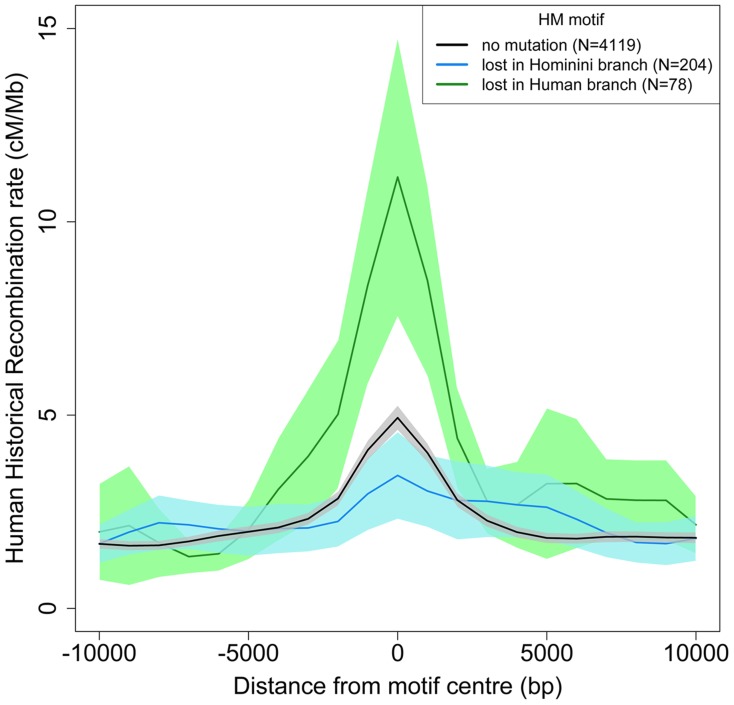 HM motif
no mutation (N=4119)
lost in Hominini branch (N=204)
lost in Human branch (N=78)
Human Historical Recombination rate (cM/Mb)
15
10
5
0
-10000 -5000 0 5000 10000
Distance from motif centre (bp)